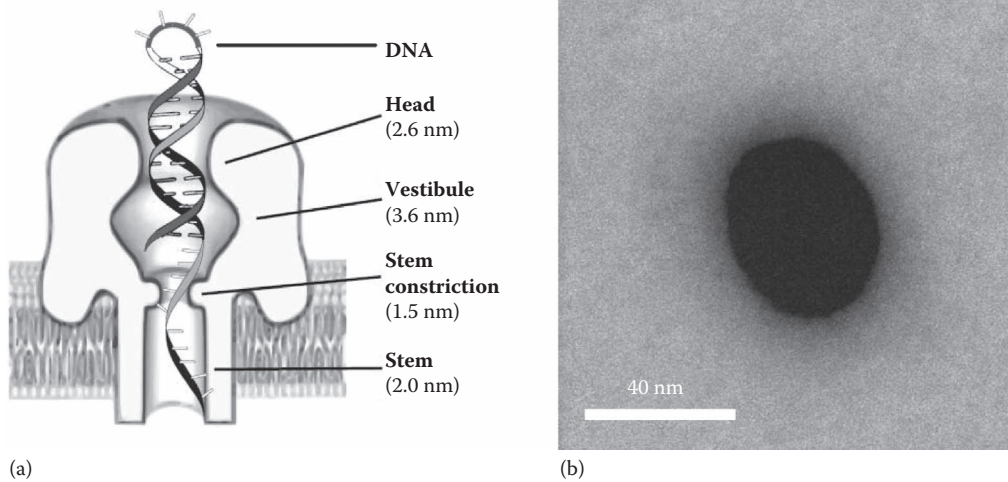 DNA
Head
(2.6 nm)
Vestibule
(3.6 nm)
Stem
constriction
(1.5 nm)
Stem
(2.0 nm)
40 nm
(a)
(b)